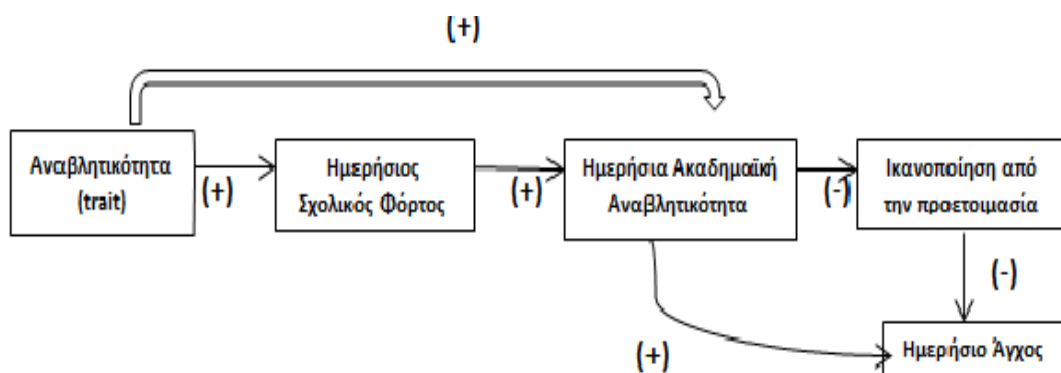 (+)
Αναβλητικότητα
(trait)
(+)
Ημερήσιος
Σχολικός Φόρτος
(+)
Ημερήσια Ακαδημαϊκή
Αναβλητικότητα
(-)
Ικανοποίηση από
την προετοιμασία
(-)
(+)
Ημερήσιο Άγχος